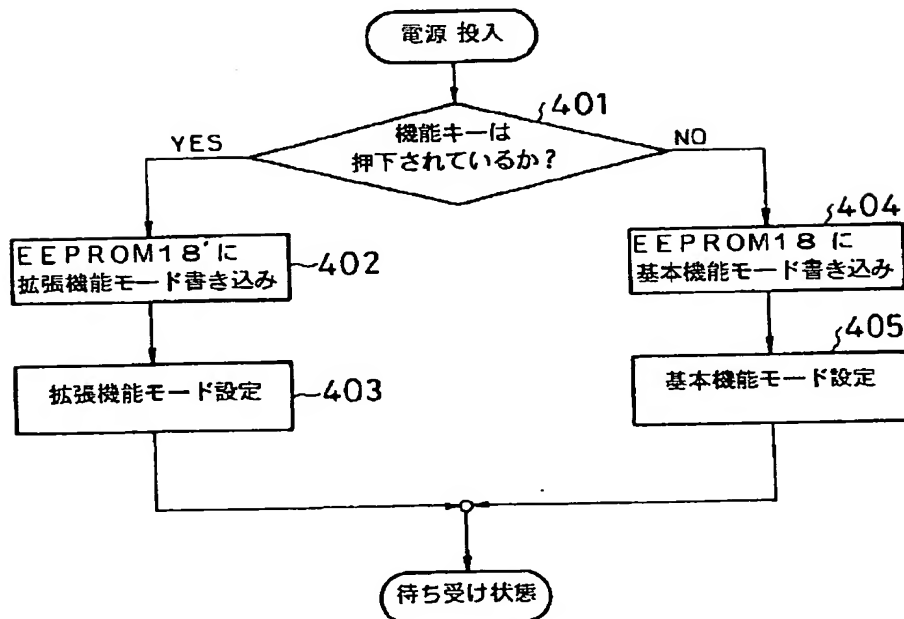 電源 投入
401
機能キーは
押下されているか?
YES
NO
EEPROM18'に
拡張機能モード書き込み
402
404
EEPROM18 に
基本機能モード書き込み
拡張機能モード設定
403
405
基本機能モード設定
待ち受け状態